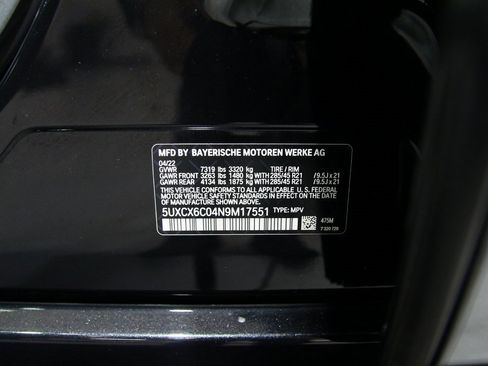 MFD BY BAYERISCHE MOTOREN WERKE AG
04/22
GVWR 7319 lbs 3320 kg TIRE / RIM
GAWR FRONT 3263 lbs 1480 kg WITH 285/45 R21 / 9.5J x 21
GAWR REAR 4134 lbs 1875 kg WITH 285/45 R21 / 9.5J x 21
THIS VEHICLE CONFORMS TO ALL APPLICABLE U.S. FEDERAL
MOTOR VEHICLE SAFETY STANDARDS IN EFFECT ON THE
DATE OF MANUFACTURE SHOWN ABOVE.
5UXCX6C04N9M17551 TYPE: MPV
475M
7 320 728